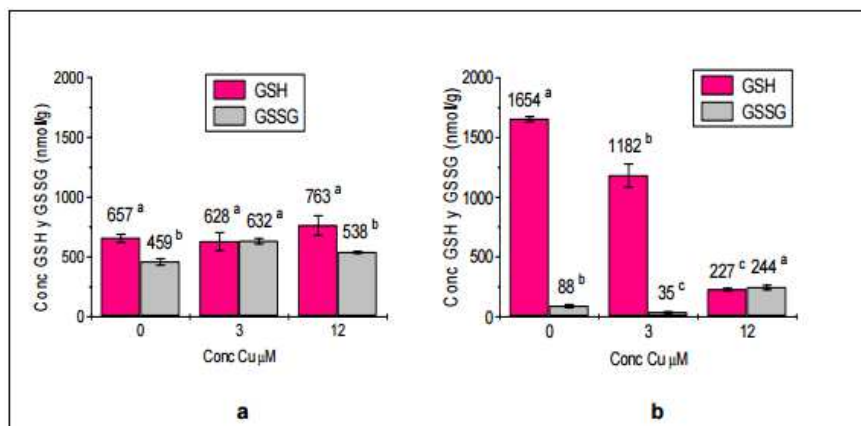 2000
1500
1000
500
0
Conc GSH y GSSG (nmol/g)
GSH
GSSG
657 a
459 b
628 a
632 a
763 a
538 b
0 3 12
Conc Cu µM
a
2000
1500
1000
500
0
Conc GSH y GSSG (nmol/g)
GSH
GSSG
1654 a
88 b
1182 b
35 c
227 c
244 a
0 3 12
Conc Cu µM
b